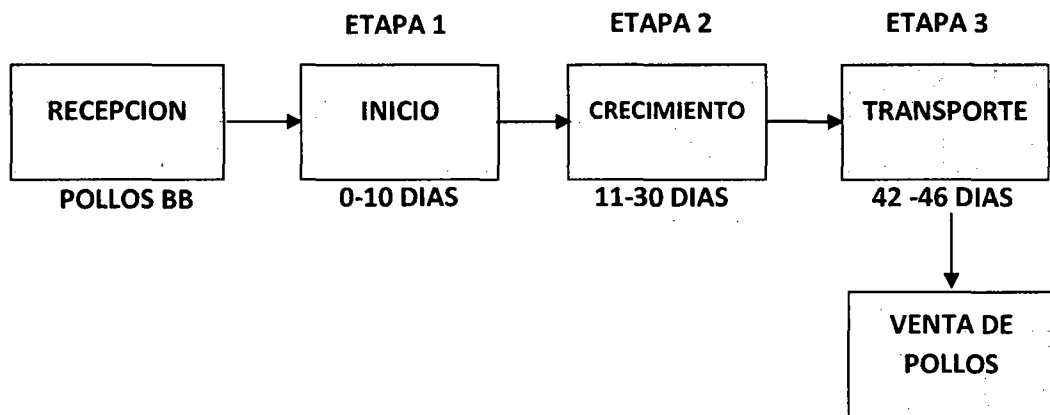 ETAPA 1
ETAPA 2
ETAPA 3
RECEPCION
INICIO
CRECIMIENTO
TRANSPORTE
POLLOS BB
0-10 DIAS
11-30 DIAS
42 -46 DIAS
VENTA DE
POLLOS